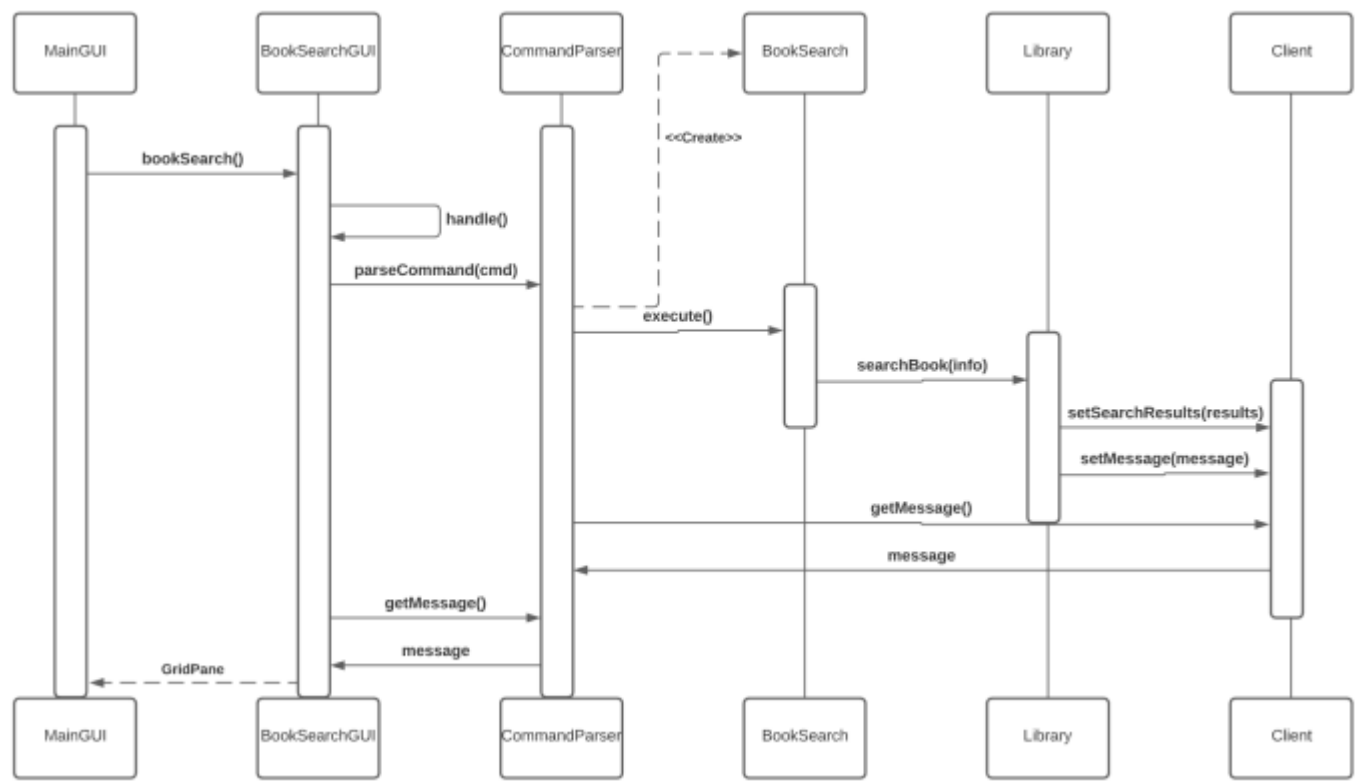 MainGUI
BookSearchGUI
CommandParser
BookSearch
Library
Client
<<Create>>
bookSearch()
handle()
parseCommand(cmd)
execute()
searchBook(info)
setSearchResults(results)
setMessage(message)
getMessage()
message
getMessage()
message
GridPane
MainGUI
BookSearchGUI
CommandParser
BookSearch
Library
Client